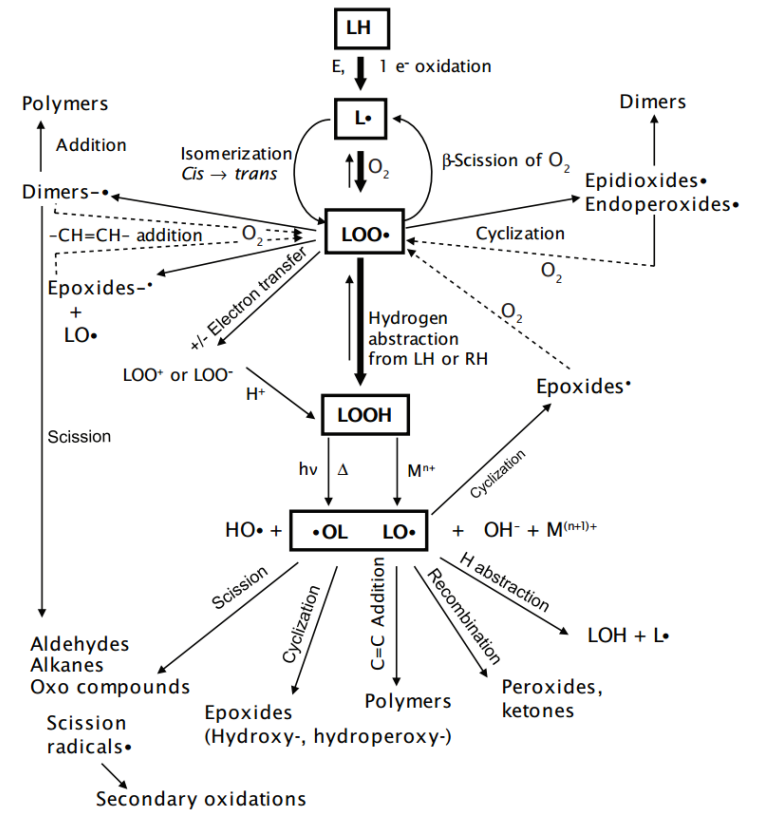 LH
E, 1 e- oxidation
L•
Polymers
Dimers
Addition
Isomerization
Cis → trans
O2
β-Scission of O2
Dimers–•
Epidioxides•
Endoperoxides•
–CH=CH– addition
O2
LOO•
Cyclization
O2
Epoxides–•
+
LO•
+/- Electron transfer
O2
Hydrogen
abstraction
from LH or RH
LOO+ or LOO-
H+
Epoxides•
LOOH
Scission
hν Δ
Mn+
Cyclization
HO• + •OL LO• + OH– + M(n+1)+
Scission
Cyclization
C=C Addition
Recombination
H abstraction
LOH + L•
Aldehydes
Alkanes
Oxo compounds
Peroxides,
ketones
Polymers
Epoxides
(Hydroxy-, hydroperoxy-)
Scission
radicals•
Secondary oxidations